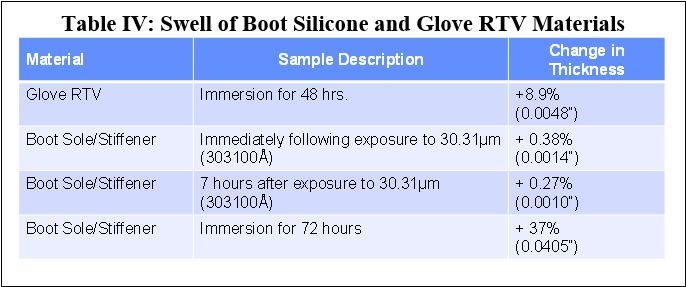 Table IV: Swell of Boot Silicone and Glove RTV Materials
Material Sample Description Change in Thickness
Glove RTV Immersion for 48 hrs. +8.9%
(0.0048")
Boot Sole/Stiffener Immediately following exposure to 30.31µm + 0.38%
(303100Å) (0.0014")
Boot Sole/Stiffener 7 hours after exposure to 30.31µm + 0.27%
(303100Å) (0.0010")
Boot Sole/Stiffener Immersion for 72 hours + 37%
(0.0405")